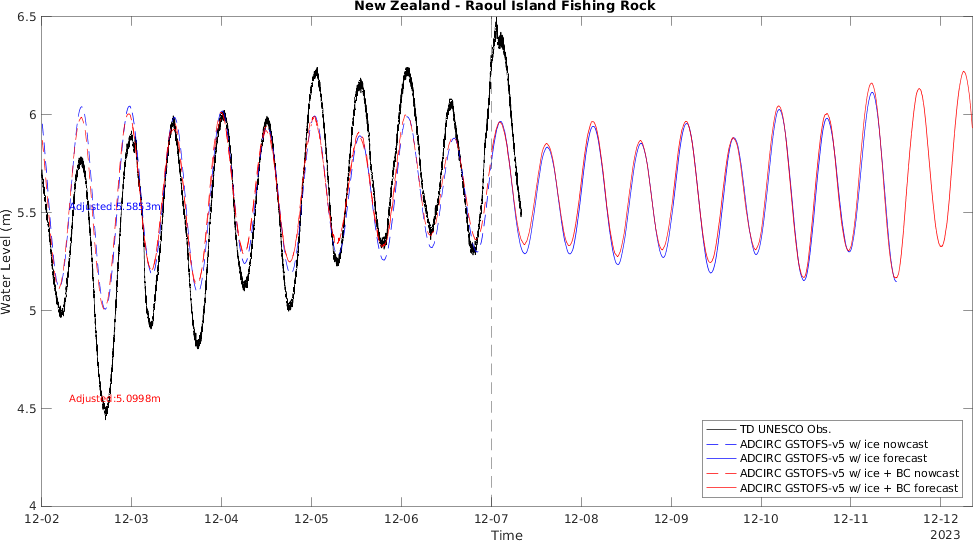 New Zealand - Raoul Island Fishing Rock
6.5
6
5.5
5
4.5
4
Water Level (m)
Adjusted:5.5853m
Adjusted:5.0998m
TD UNESCO Obs.
ADCIRC GSTOFS-v5 w/ ice nowcast
ADCIRC GSTOFS-v5 w/ ice forecast
ADCIRC GSTOFS-v5 w/ ice + BC nowcast
ADCIRC GSTOFS-v5 w/ ice + BC forecast
12-02 12-03 12-04 12-05 12-06 12-07 12-08 12-09 12-10 12-11 12-12
Time
2023